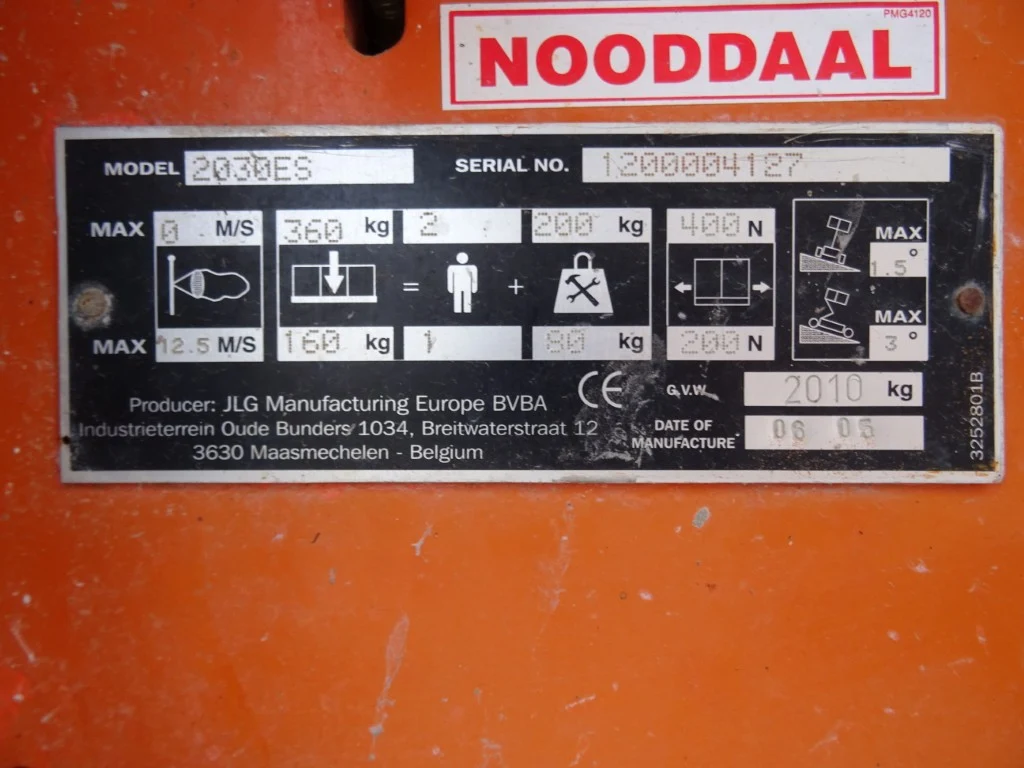 PMG4120
NOODDAAL
MODEL 2030ES SERIAL NO. 1200004127
MAX 0 M/S 360 kg 2 200 kg 400 N MAX
1.5°
= +
MAX
MAX 12.5 M/S 160 kg 1 80 kg 200 N 3°
CE G.V.W. 2010 kg
Producer: JLG Manufacturing Europe BVBA
Industrieterrein Oude Bunders 1034, Breitwaterstraat 12
3630 Maasmechelen - Belgium
DATE OF
MANUFACTURE 06 05
3252801B